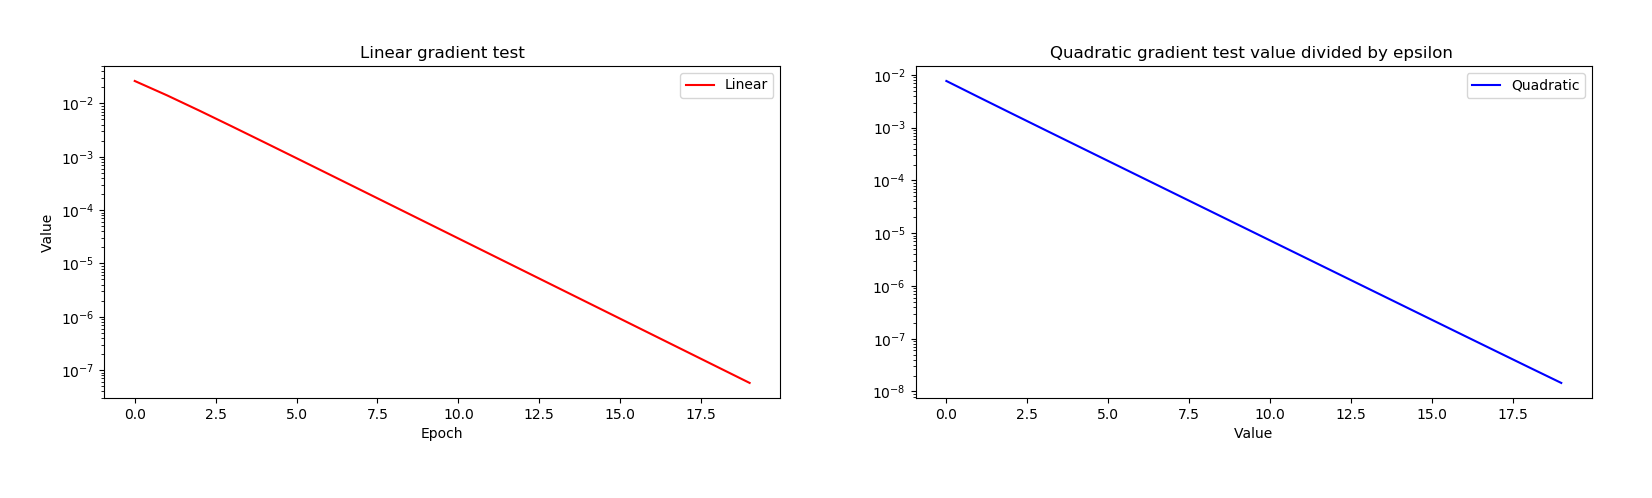 Linear gradient test
Linear
10^-2
10^-3
10^-4
10^-5
10^-6
10^-7
Value
0.0 2.5 5.0 7.5 10.0 12.5 15.0 17.5
Epoch
Quadratic gradient test value divided by epsilon
Quadratic
10^-2
10^-3
10^-4
10^-5
10^-6
10^-7
10^-8
0.0 2.5 5.0 7.5 10.0 12.5 15.0 17.5
Value